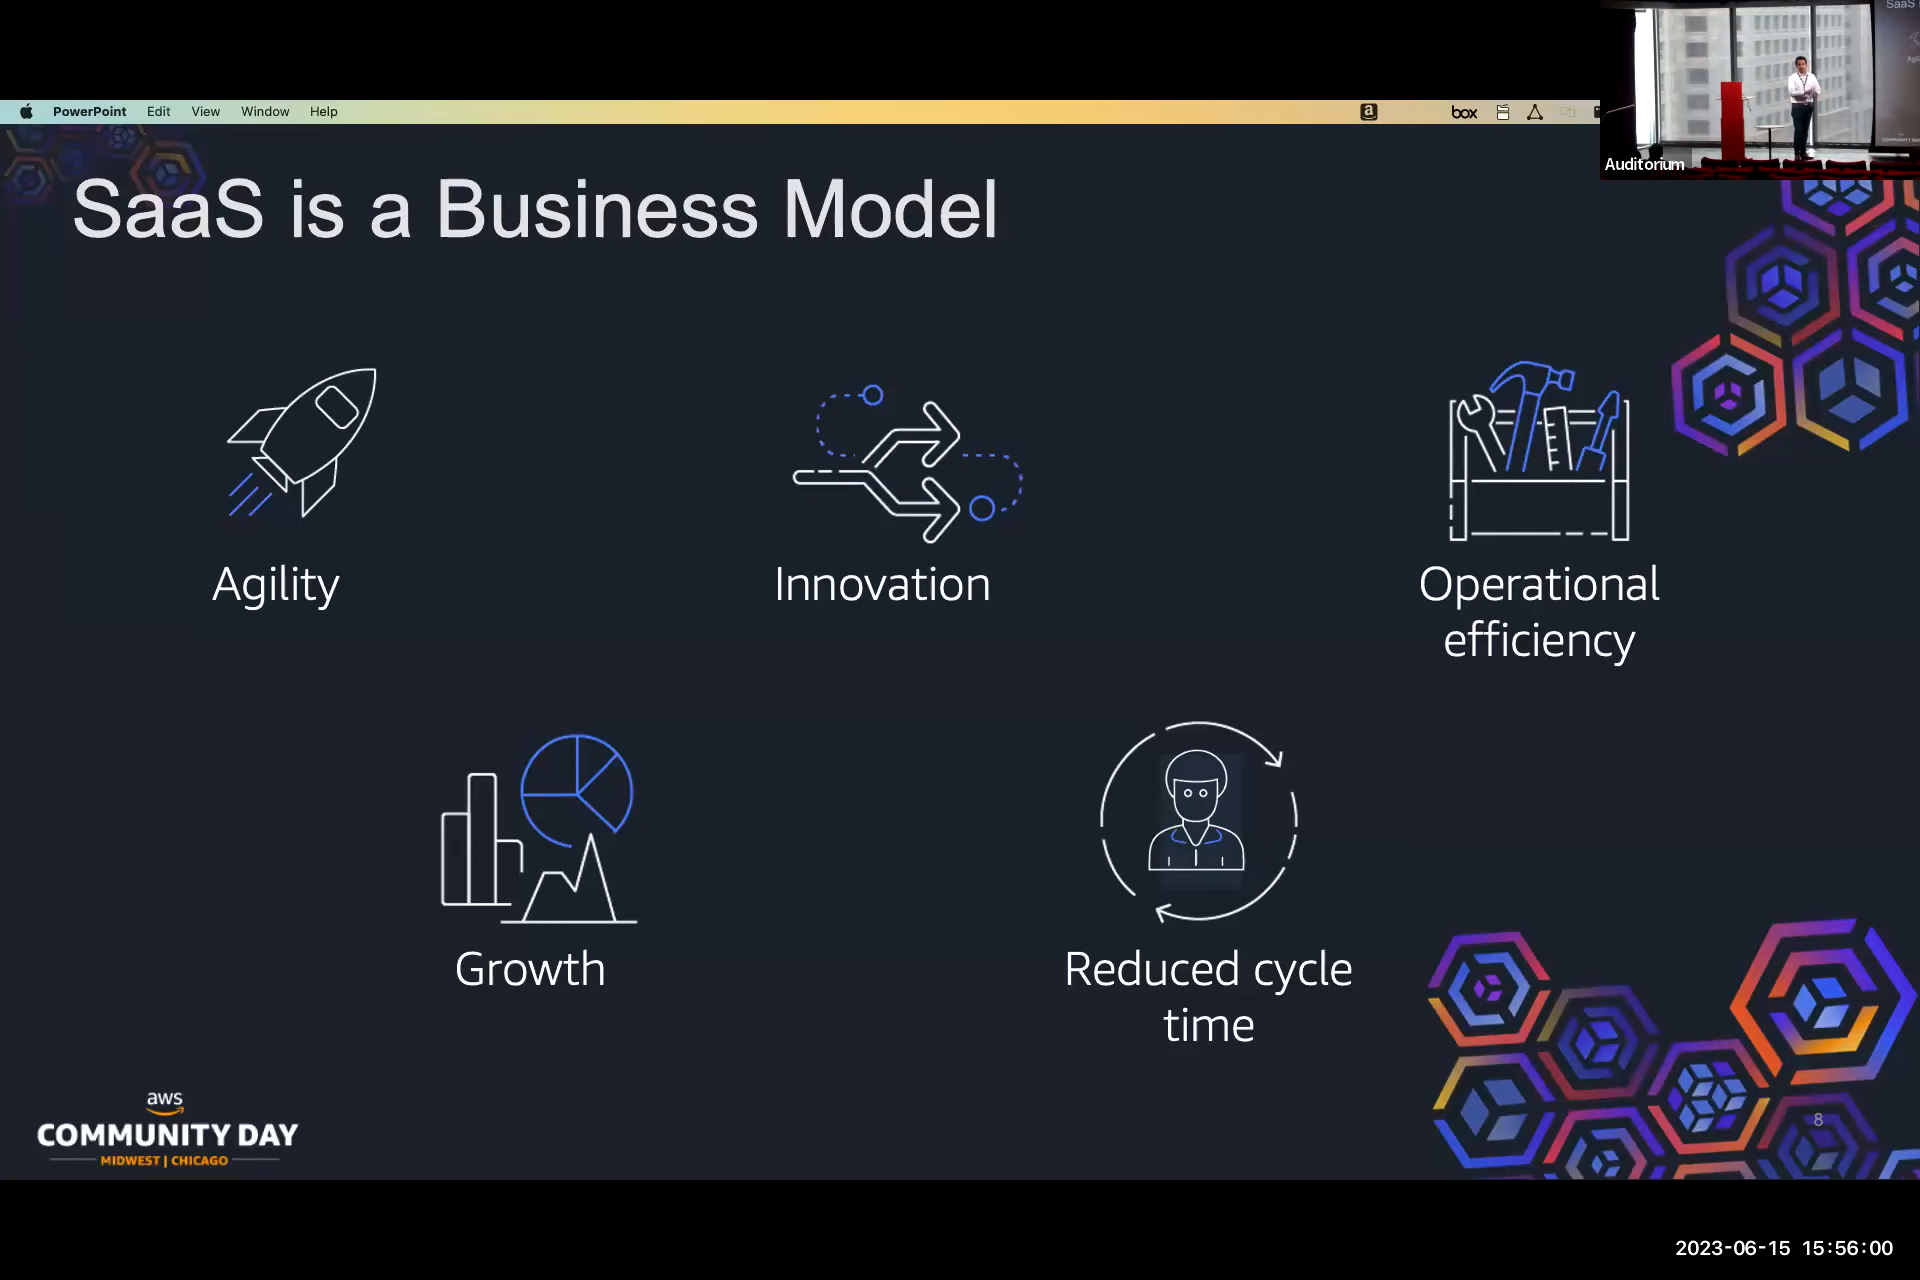 PowerPoint Edit View Window Help
box
Auditorium
SaaS is a Business Model
Agility
Innovation
Operational
efficiency
Growth
Reduced cycle
time
aws
COMMUNITY DAY
MIDWEST | CHICAGO
8
2023-06-15 15:56:00